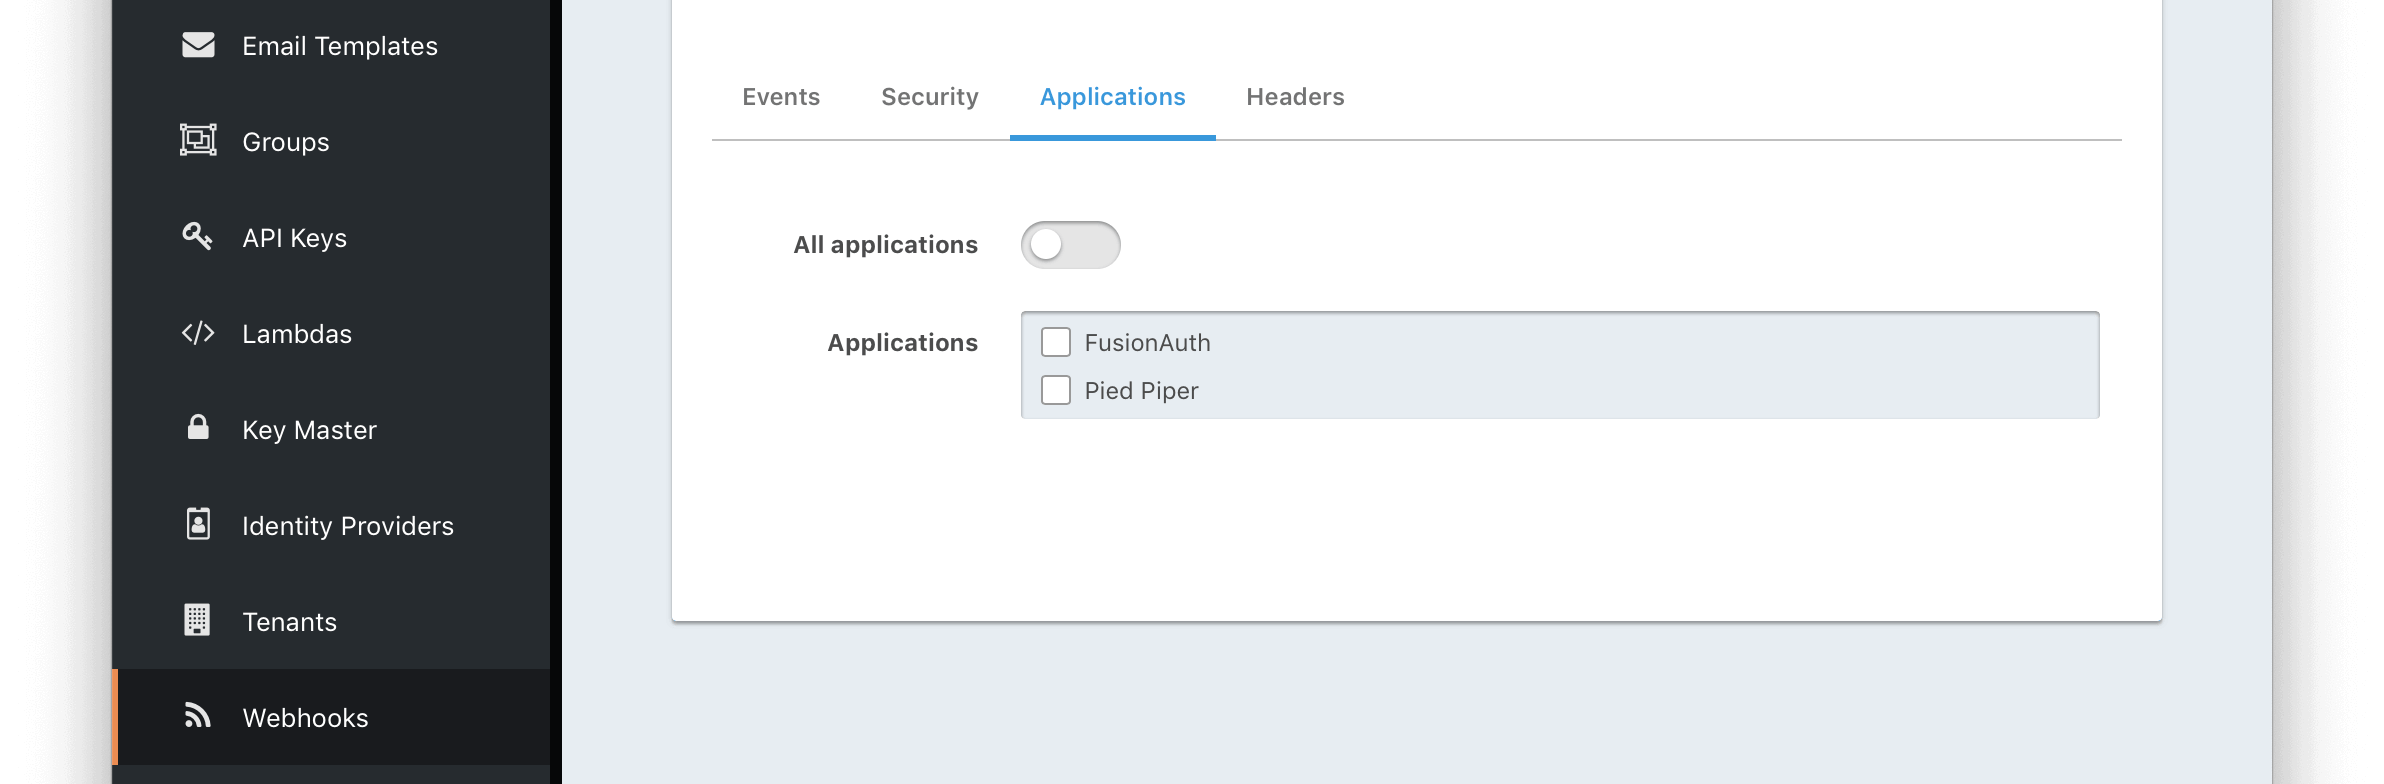 Email Templates
Groups
API Keys
Lambdas
Key Master
Identity Providers
Tenants
Webhooks
Events Security Applications Headers
All applications
Applications
FusionAuth
Pied Piper